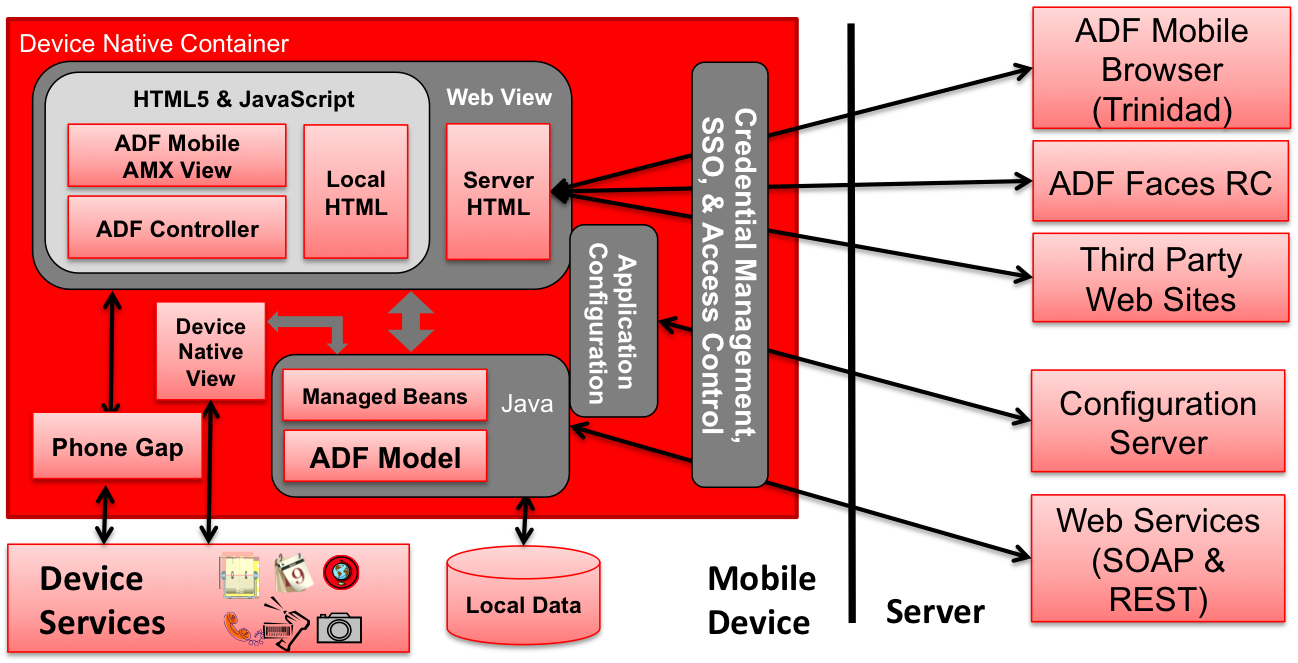 Device Native Container
HTML5 & JavaScript
Web View
ADF Mobile
AMX View
ADF Controller
Local
HTML
Server
HTML
Device
Native
View
Phone Gap
Managed Beans
ADF Model
Java
Application
Configuration
Credential Management,
SSO, & Access Control
Device
Services
19
Local Data
Mobile
Device
Server
ADF Mobile
Browser
(Trinidad)
ADF Faces RC
Third Party
Web Sites
Configuration
Server
Web Services
(SOAP &
REST)